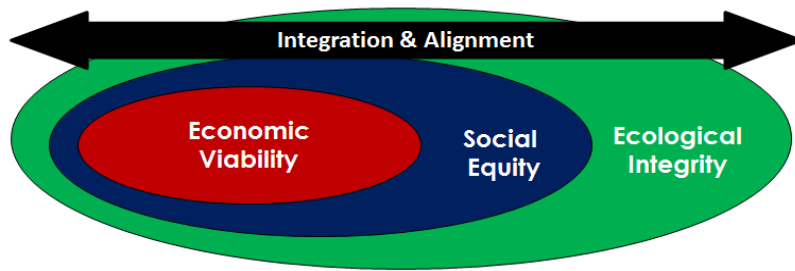 Integration & Alignment
Economic
Viability
Social
Equity
Ecological
Integrity